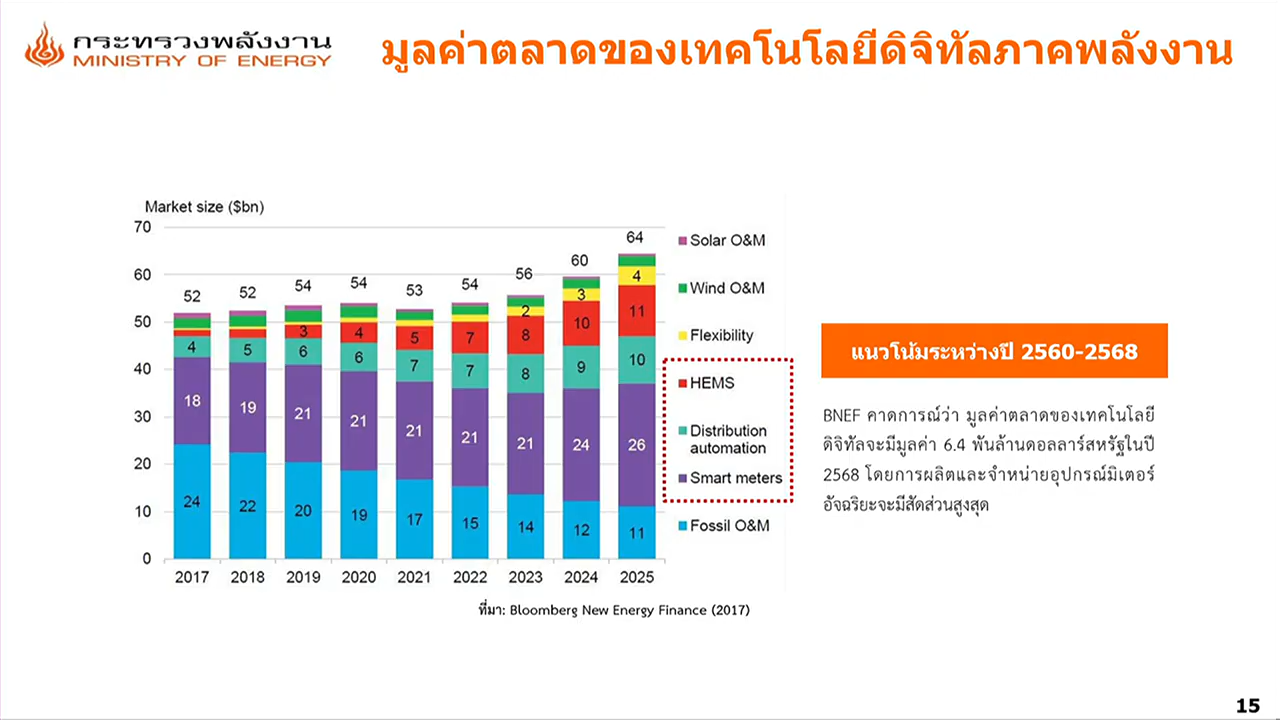 กระทรวงพลังงาน
MINISTRY OF ENERGY
มูลค่าตลาดของเทคโนโลยีดิจิทัลภาคพลังงาน
Market size ($bn)
70
60
50
40
30
20
10
0
52 52 54 54 53 54 56 60 64
2 3 4
3 4 5 7 8 10 11
4 5 6 6 7 7 8 9 10
18 19 21 21 21 21 21 24 26
24 22 20 19 17 15 14 12 11
2017 2018 2019 2020 2021 2022 2023 2024 2025
Solar O&M
Wind O&M
Flexibility
HEMS
Distribution
automation
Smart meters
Fossil O&M
ที่มา: Bloomberg New Energy Finance (2017)
แนวโน้มระหว่างปี 2560-2568
BNEF คาดการณ์ว่า มูลค่าตลาดของเทคโนโลยี
ดิจิทัลจะมีมูลค่า 6.4 พันล้านดอลลาร์สหรัฐในปี
2568 โดยการผลิตและจำหน่ายอุปกรณ์มิเตอร์
อัจฉริยะจะมีสัดส่วนสูงสุด
15